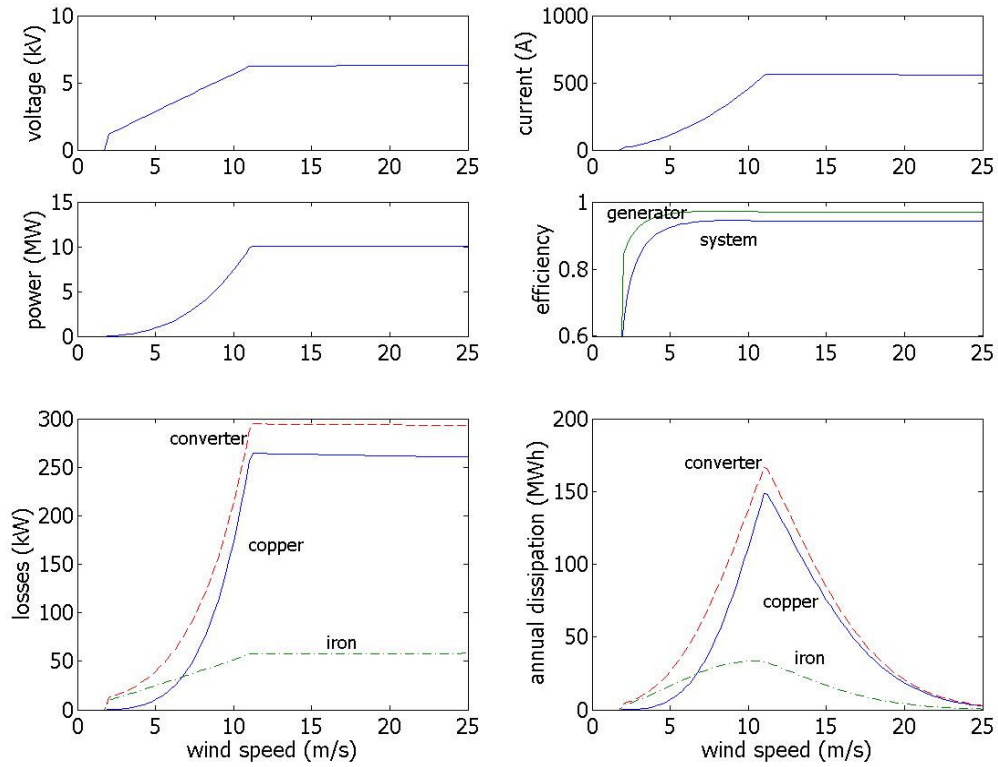 voltage (kV)
10
5
0
0 5 10 15 20 25
current (A)
1000
500
0
0 5 10 15 20 25
power (MW)
15
10
5
0
0 5 10 15 20 25
efficiency
1
0.8
0.6
generator
system
0 5 10 15 20 25
losses (kW)
300
250
200
150
100
50
0
converter
copper
iron
0 5 10 15 20 25
wind speed (m/s)
annual dissipation (MWh)
200
150
100
50
0
converter
copper
iron
0 5 10 15 20 25
wind speed (m/s)